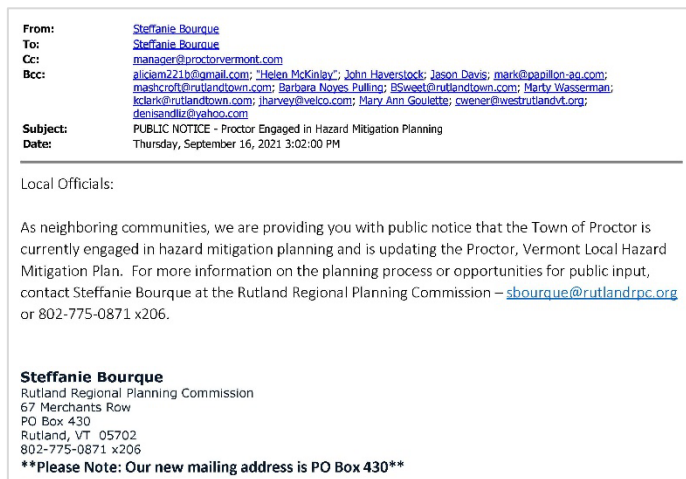 From: Steffanie Bourque
To: Steffanie Bourque
Cc: manager@proctorvermont.com
Bcc: aliciam221b@gmail.com; "Helen McKinlay"; John Haverstock; Jason Davis; mark@papillon-ag.com;
mashcroft@rutlandtown.com; Barbara Noyes Pulling; BSweet@rutlandtown.com; Marty Wasserman;
kclark@rutlandtown.com; jharvey@velco.com; Mary Ann Goulette; cwener@westrutlandvt.org;
denisandliz@yahoo.com
Subject: PUBLIC NOTICE - Proctor Engaged in Hazard Mitigation Planning
Date: Thursday, September 16, 2021 3:02:00 PM
Local Officials:
As neighboring communities, we are providing you with public notice that the Town of Proctor is
currently engaged in hazard mitigation planning and is updating the Proctor, Vermont Local Hazard
Mitigation Plan. For more information on the planning process or opportunities for public input,
contact Steffanie Bourque at the Rutland Regional Planning Commission – sbourque@rutlandrpc.org
or 802-775-0871 x206.
Steffanie Bourque
Rutland Regional Planning Commission
67 Merchants Row
PO Box 430
Rutland, VT 05702
802-775-0871 x206
**Please Note: Our new mailing address is PO Box 430**